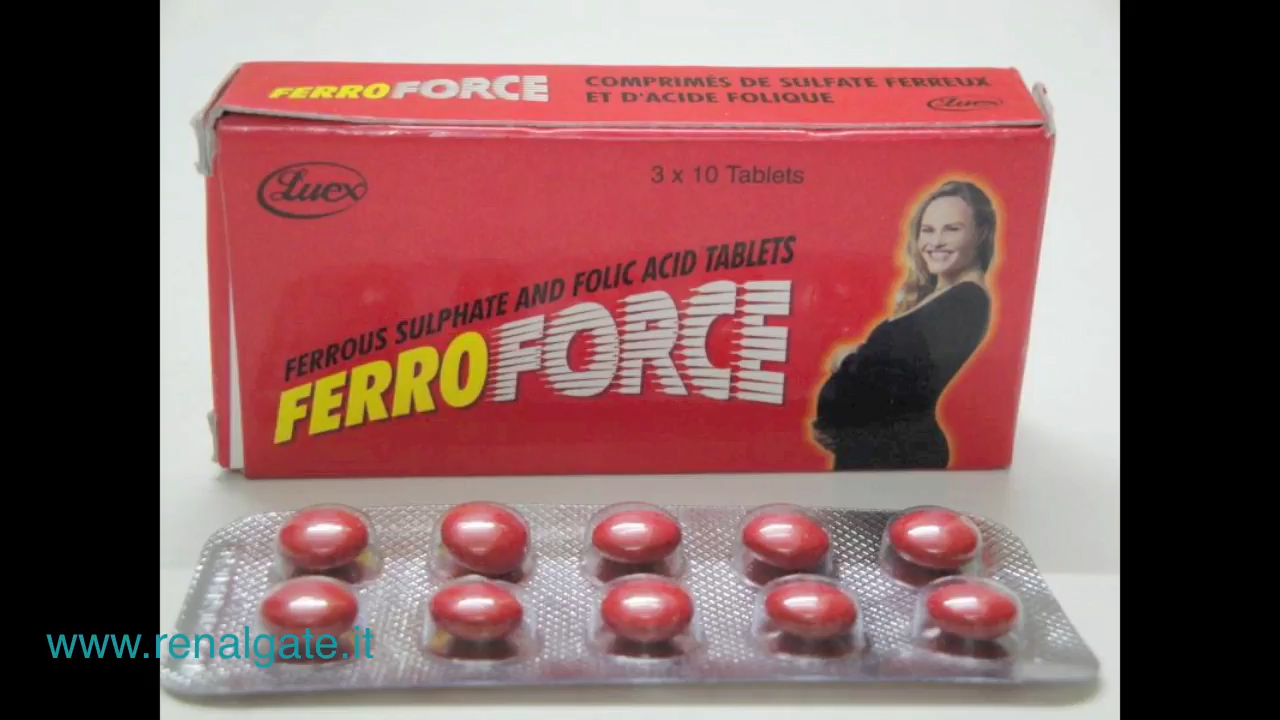 FERROFORCE
COMPRIMÉS DE SULFATE FERREUX
ET D'ACIDE FOLIQUE
Luex
Luex
3 x 10 Tablets
FERROUS SULPHATE AND FOLIC ACID TABLETS
FERROFORCE
www.renalgate.it